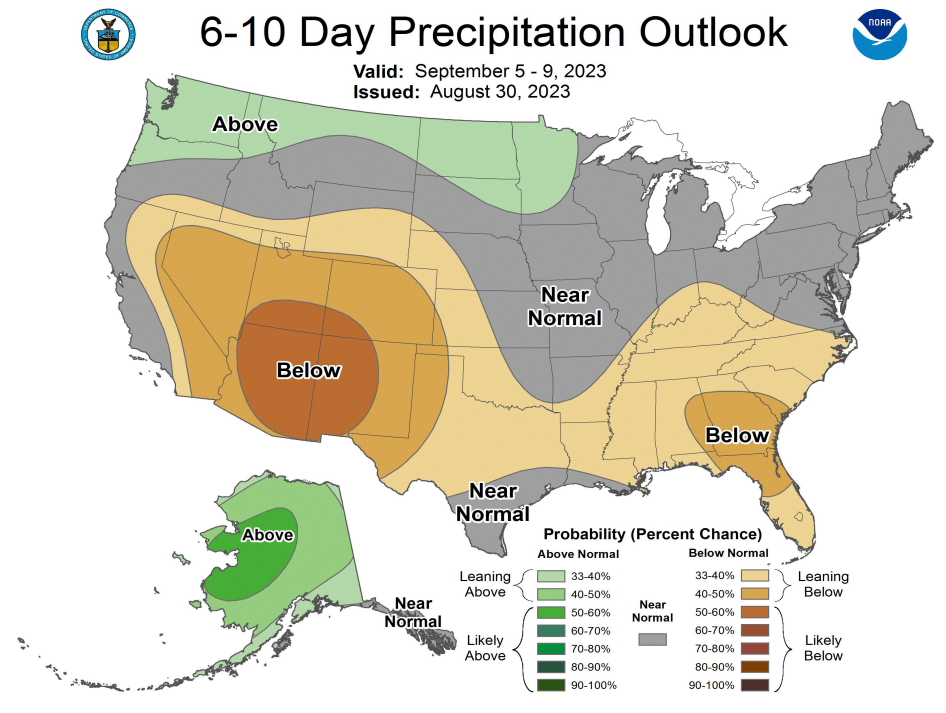 6-10 Day Precipitation Outlook
NOAA
Valid: September 5 - 9, 2023
Issued: August 30, 2023
Above
Near
Normal
Below
Below
Near
Normal
Above
Near
Normal
Probability (Percent Chance)
Above Normal
Below Normal
Leaning
Above
33-40%
40-50%
Likely
Above
50-60%
60-70%
70-80%
80-90%
90-100%
Near
Normal
33-40%
40-50%
Leaning
Below
50-60%
60-70%
70-80%
80-90%
90-100%
Likely
Below